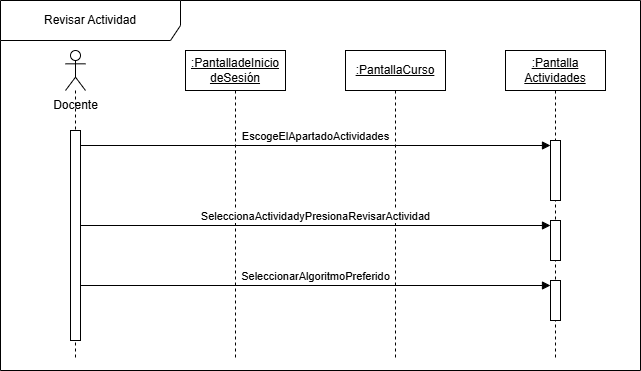 Revisar Actividad
:PantalladeInicio
deSesión
:PantallaCurso
:Pantalla
Actividades
Docente
EscogeElApartadoActividades
SeleccionaActividadyPresionaRevisarActividad
SeleccionarAlgoritmoPreferido